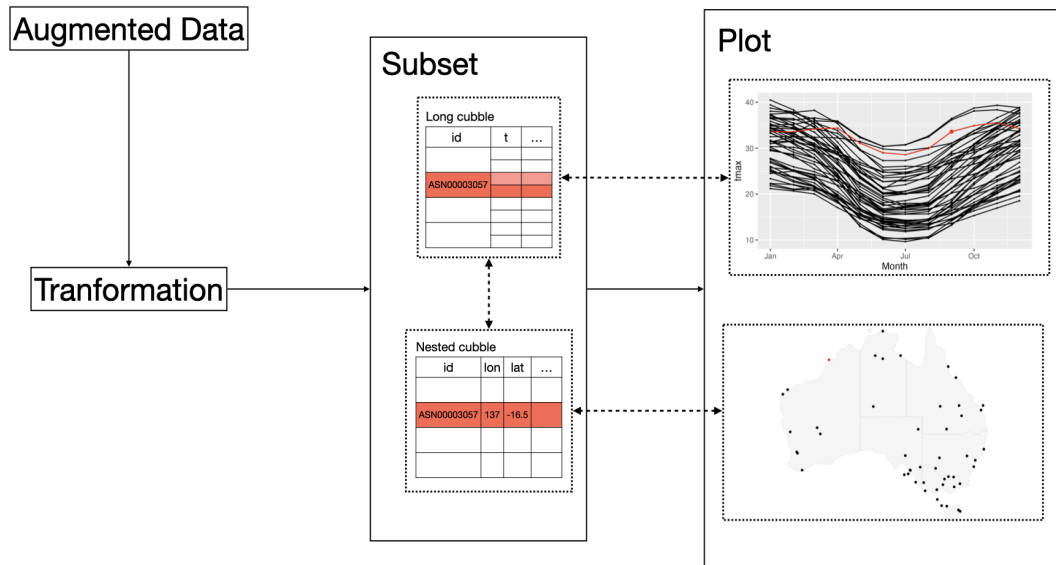 Augmented Data
Tranformation
Subset
Long cubble
id t ...
ASN00003057
Nested cubble
id lon lat ...
ASN00003057 137 -16.5
Plot
40
30
20
10
tmax
Jan Apr Jul Oct
Month